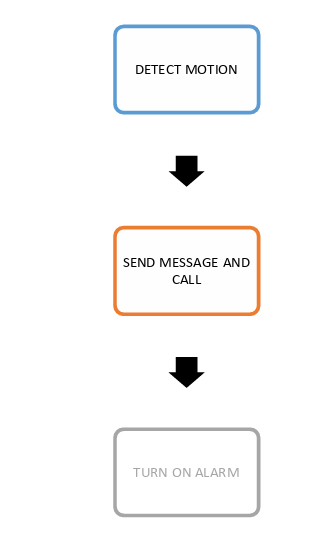 DETECT MOTION
SEND MESSAGE AND
CALL
TURN ON ALARM